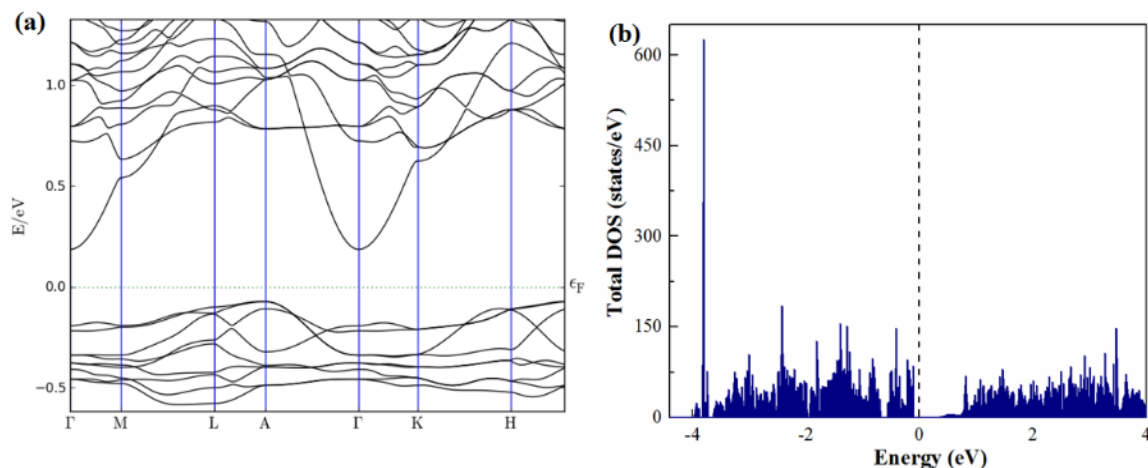 (a)
1.0
0.5
0.0
−0.5
E/eV
ϵF
Γ M L A Γ K H
(b)
600
450
300
150
0
Total DOS (states/eV)
-4 -2 0 2 4
Energy (eV)